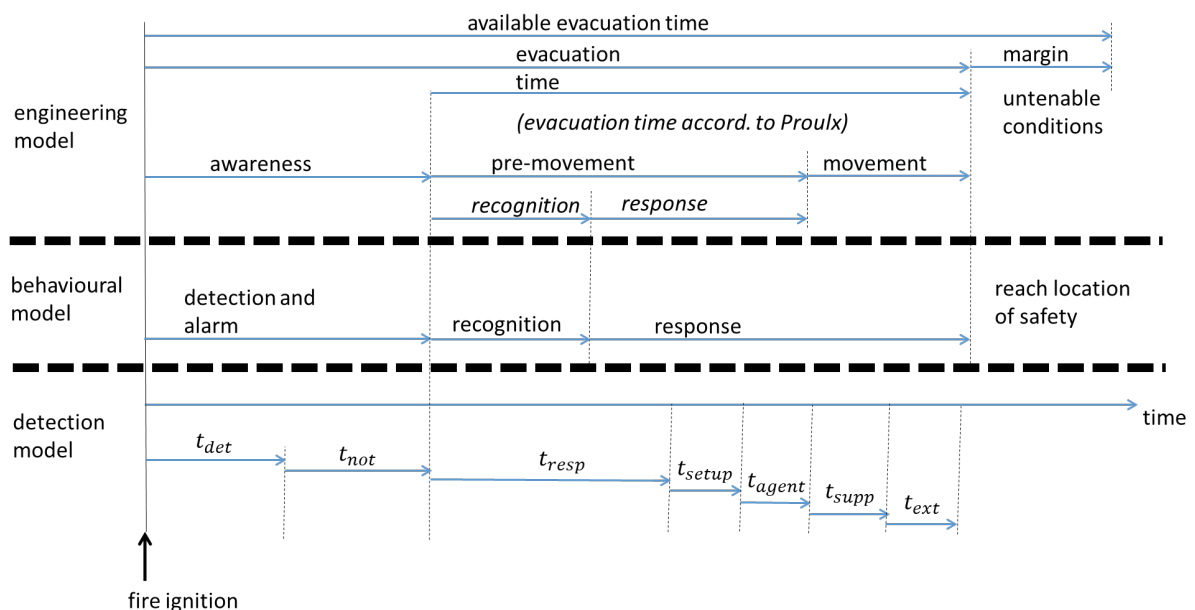 available evacuation time
evacuation
margin
time
engineering
model
untenable
conditions
(evacuation time accord. to Proulx)
awareness
pre-movement
movement
recognition
response
behavioural
model
detection and
alarm
recognition
response
reach location
of safety
detection
model
time
t_det
t_not
t_resp
t_setup
t_agent
t_supp
t_ext
fire ignition